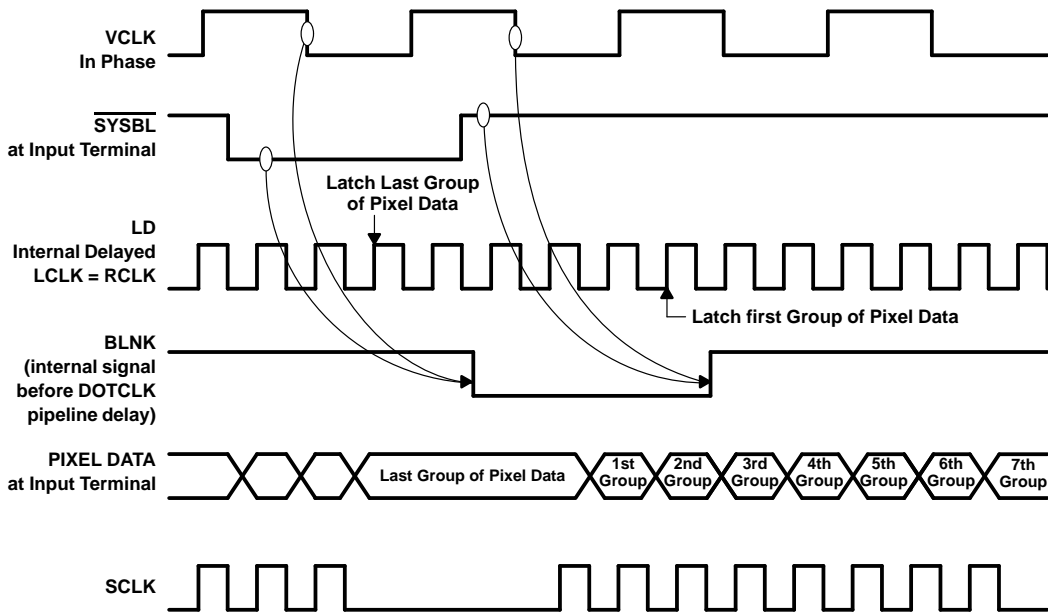 VCLK
In Phase
SYSBL
at Input Terminal
Latch Last Group
of Pixel Data
LD
Internal Delayed
LCLK = RCLK
Latch first Group of Pixel Data
BLNK
(internal signal
before DOTCLK
pipeline delay)
PIXEL DATA
at Input Terminal
Last Group of Pixel Data
1st
Group
2nd
Group
3rd
Group
4th
Group
5th
Group
6th
Group
7th
Group
SCLK